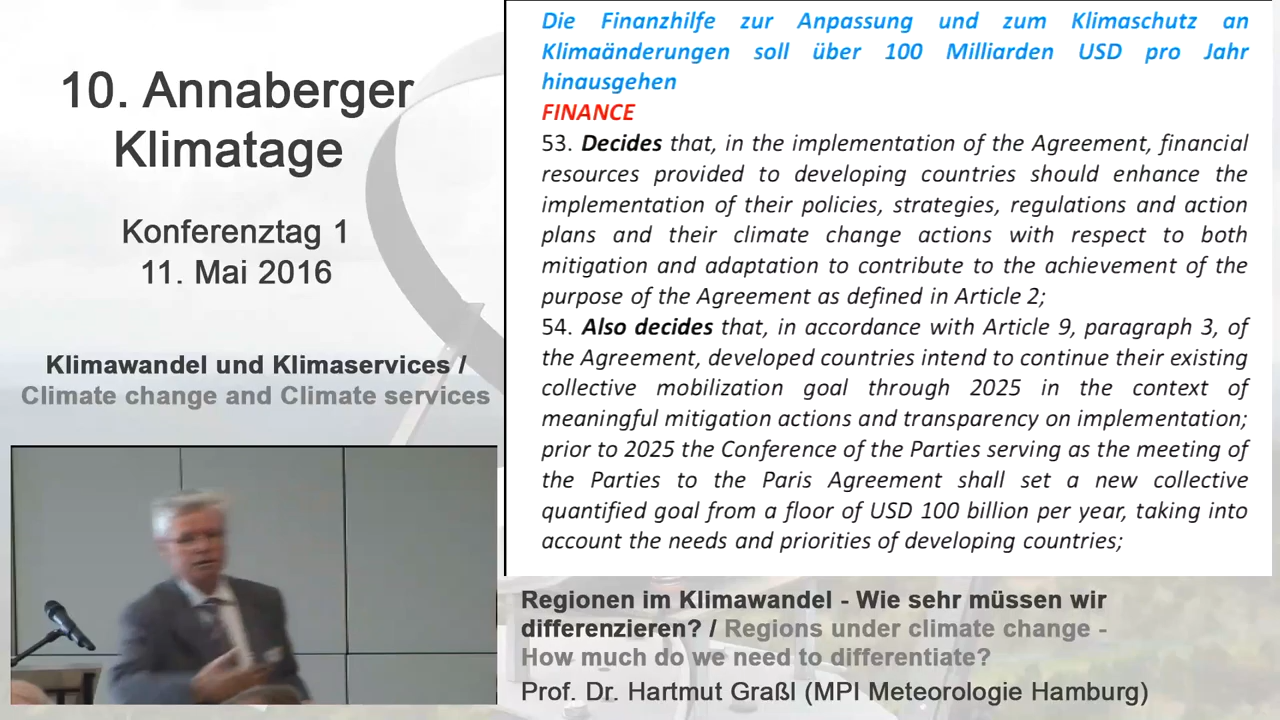 10. Annaberger
Klimatage
Konferenztag 1
11. Mai 2016
Klimawandel und Klimaservices /
Climate change and Climate services
Die Finanzhilfe zur Anpassung und zum Klimaschutz an
Klimaänderungen soll über 100 Milliarden USD pro Jahr
hinausgehen
FINANCE
53. Decides that, in the implementation of the Agreement, financial
resources provided to developing countries should enhance the
implementation of their policies, strategies, regulations and action
plans and their climate change actions with respect to both
mitigation and adaptation to contribute to the achievement of the
purpose of the Agreement as defined in Article 2;
54. Also decides that, in accordance with Article 9, paragraph 3, of
the Agreement, developed countries intend to continue their existing
collective mobilization goal through 2025 in the context of
meaningful mitigation actions and transparency on implementation;
prior to 2025 the Conference of the Parties serving as the meeting of
the Parties to the Paris Agreement shall set a new collective
quantified goal from a floor of USD 100 billion per year, taking into
account the needs and priorities of developing countries;
Regionen im Klimawandel - Wie sehr müssen wir
differenzieren? / Regions under climate change -
How much do we need to differentiate?
Prof. Dr. Hartmut Graßl (MPI Meteorologie Hamburg)